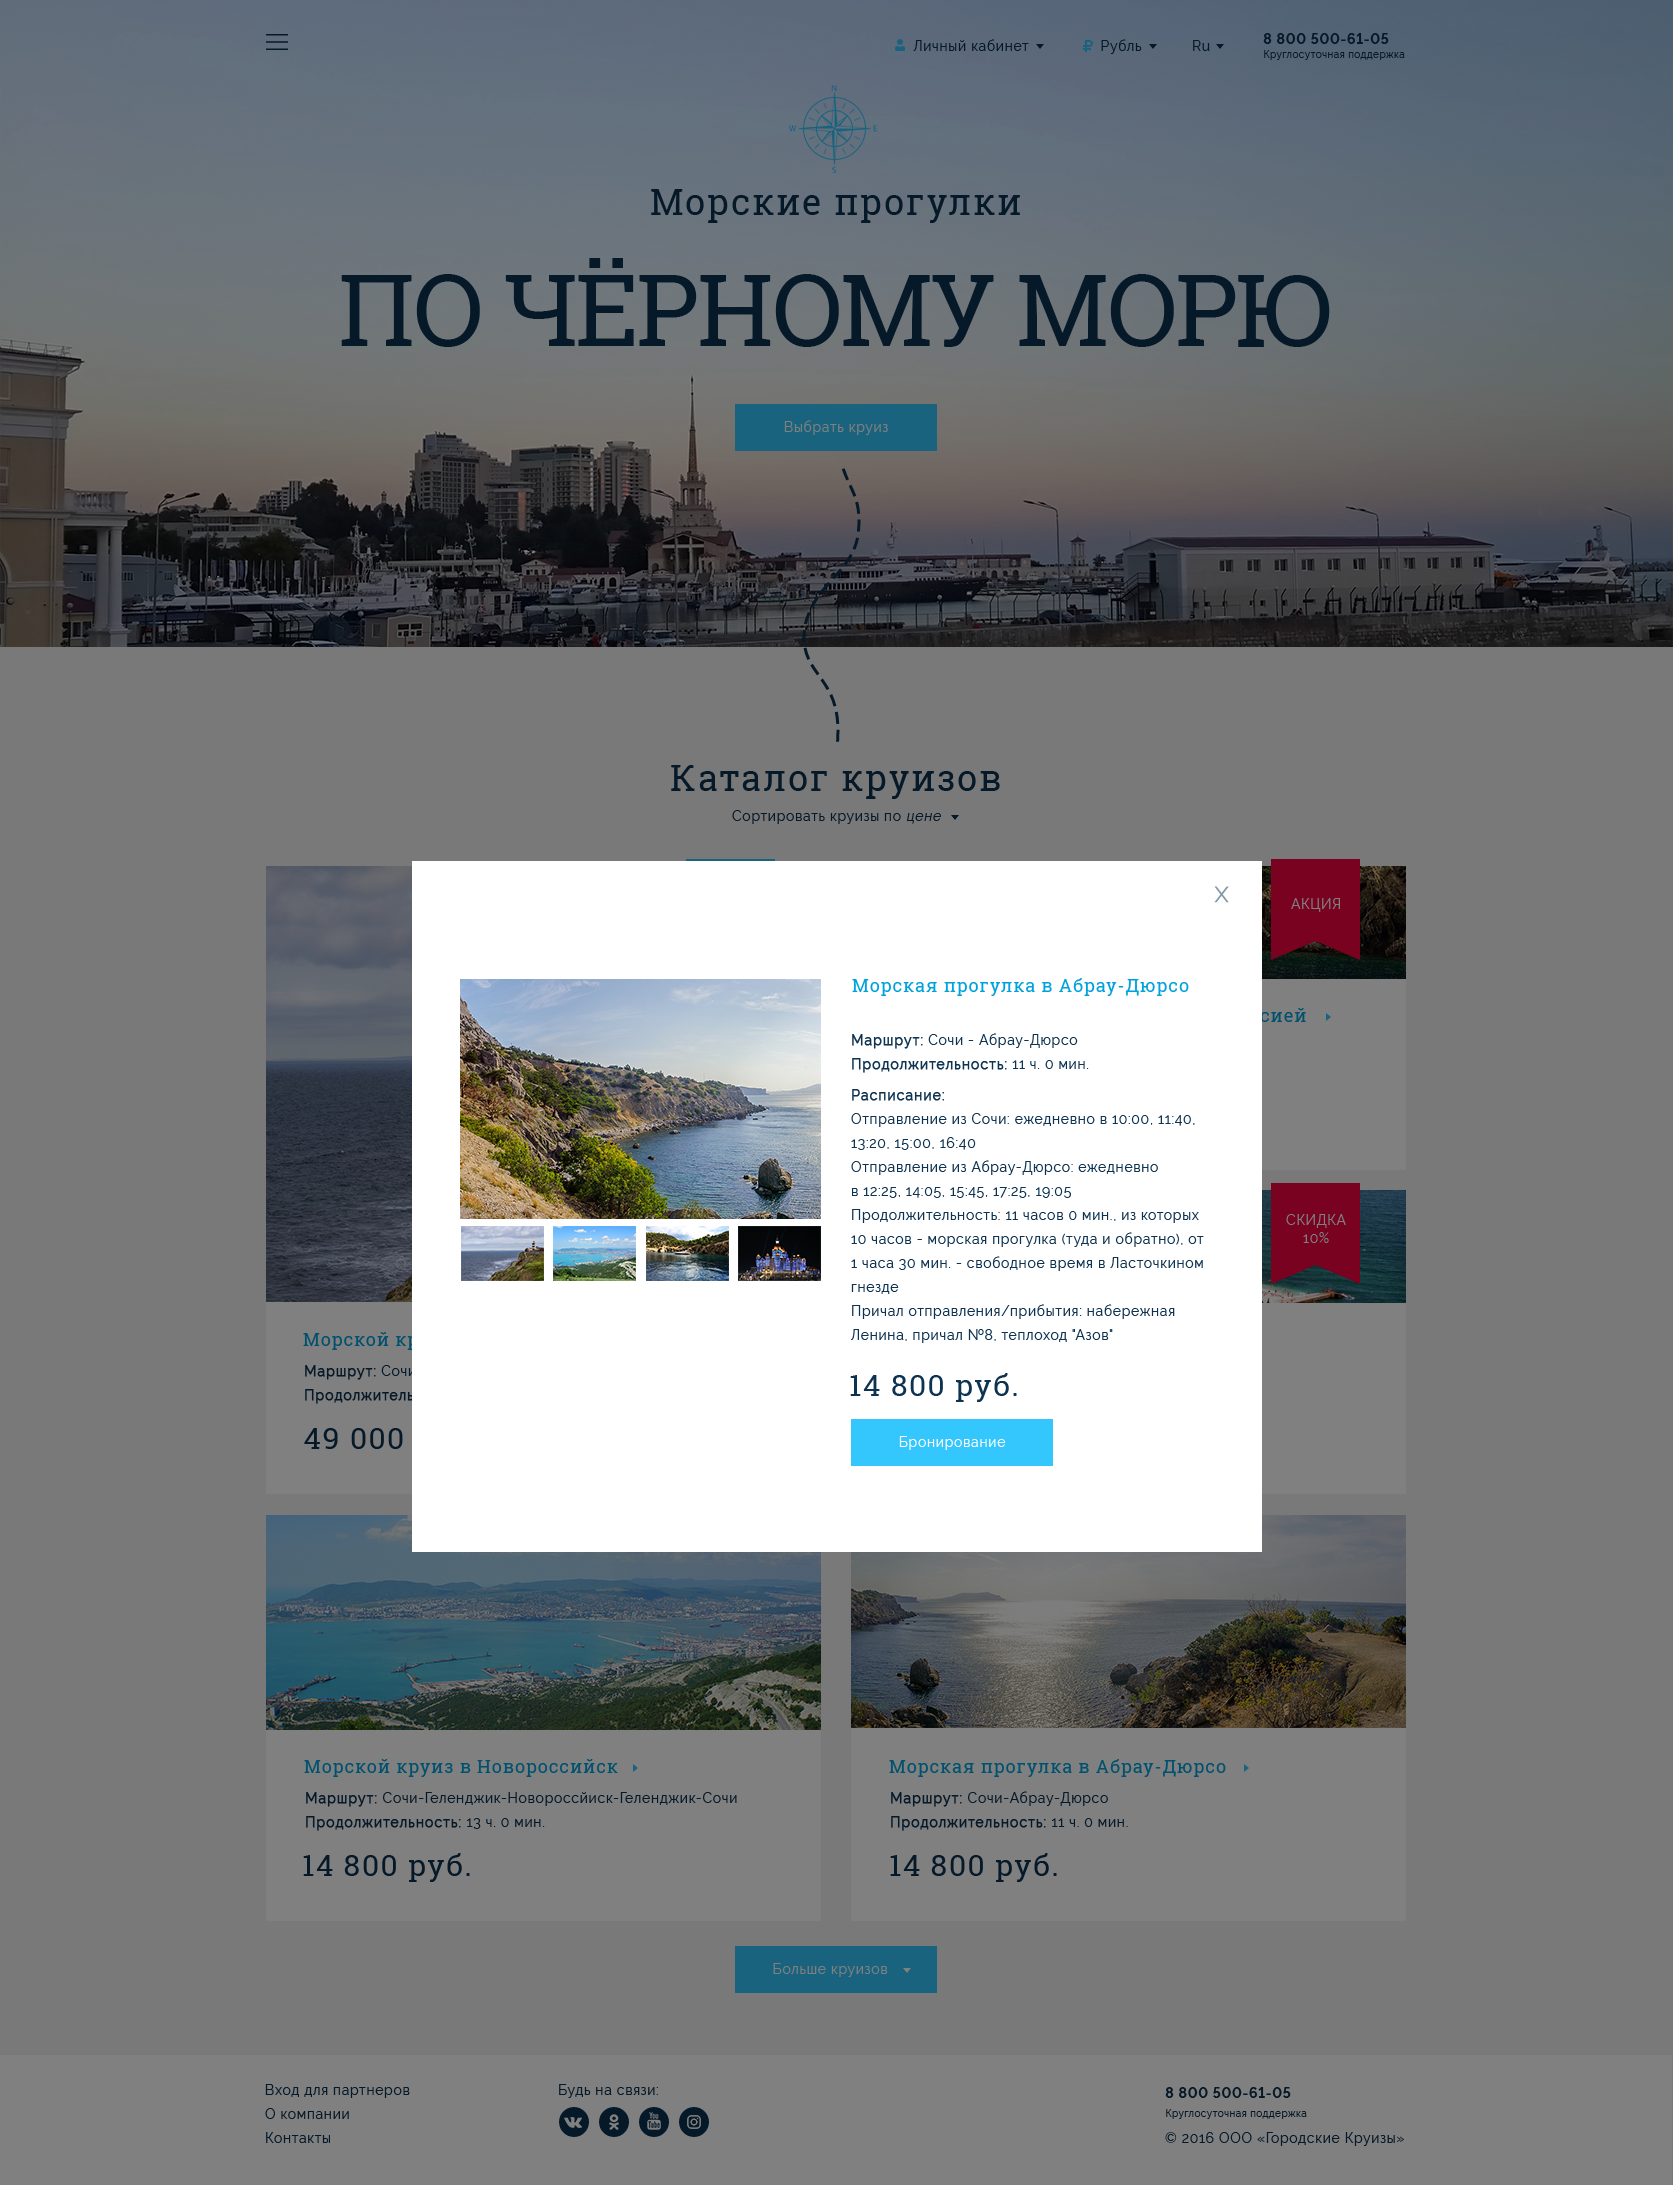 Личный кабинет
Рубль
Ru
8 800 500-61-05
Круглосуточная поддержка
N
W
E
S
Морские прогулки
ПО ЧЁРНОМУ МОРЮ
Выбрать круиз
Каталог круизов
Сортировать круизы по цене
АКЦИЯ
X
Морская прогулка в Абрау-Дюрсо
Маршрут: Сочи - Абрау-Дюрсо
Продолжительность: 11 ч. 0 мин.
Расписание:
Отправление из Сочи: ежедневно в 10:00, 11:40,
13:20, 15:00, 16:40
Отправление из Абрау-Дюрсо: ежедневно
в 12:25, 14:05, 15:45, 17:25, 19:05
Продолжительность: 11 часов 0 мин., из которых
10 часов - морская прогулка (туда и обратно), от
1 часа 30 мин. - свободное время в Ласточкином
гнезде
Причал отправления/прибытия: набережная
Ленина, причал №8, теплоход "Азов"
14 800 руб.
Бронирование
сией
СКИДКА
10%
Морской кр
Маршрут: Сочи
Продолжитель
49 000
Морской круиз в Новороссийск
Маршрут: Сочи-Геленджик-Новороссйиск-Геленджик-Сочи
Продолжительность: 13 ч. 0 мин.
14 800 руб.
Морская прогулка в Абрау-Дюрсо
Маршрут: Сочи-Абрау-Дюрсо
Продолжительность: 11 ч. 0 мин.
14 800 руб.
Больше круизов
Вход для партнеров
О компании
Контакты
Будь на связи:
You
Tube
8 800 500-61-05
Круглосуточная поддержка
© 2016 ООО «Городские Круизы»